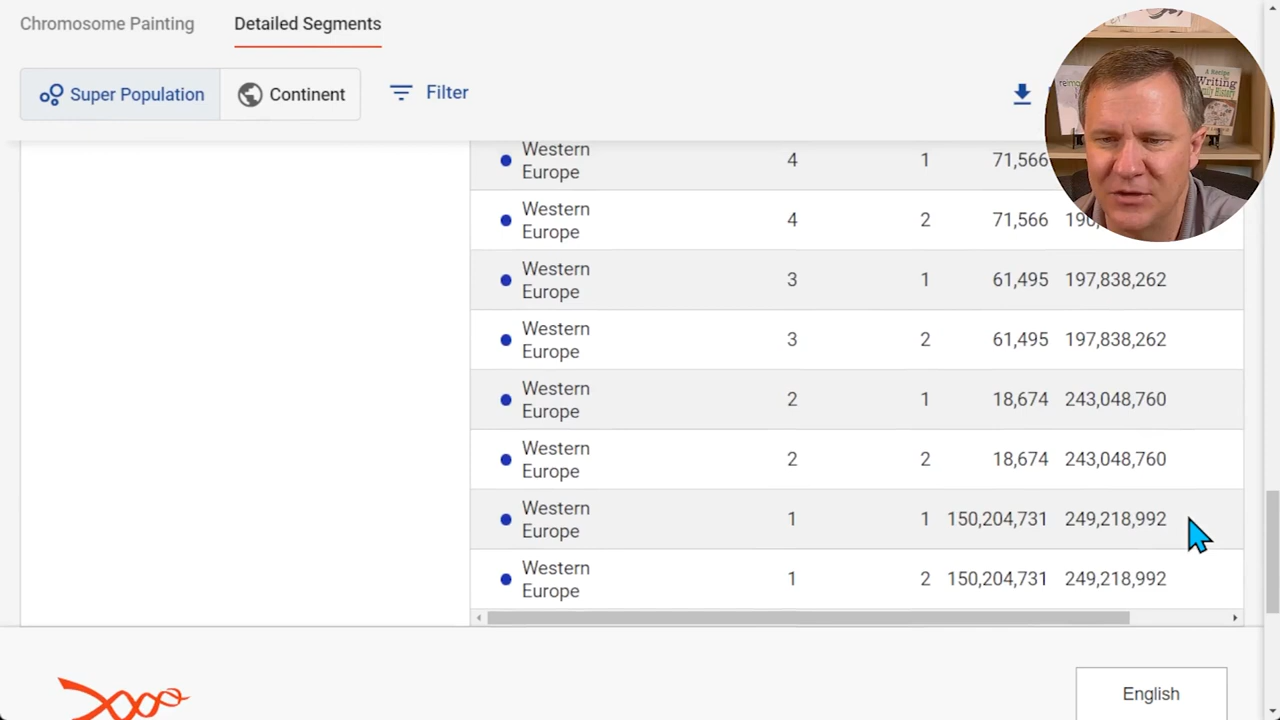 Chromosome Painting Detailed Segments
Super Population Continent Filter
Western
Europe
4 1 71,566
Western
Europe
4 2 71,566
Western
Europe
3 1 61,495 197,838,262
Western
Europe
3 2 61,495 197,838,262
Western
Europe
2 1 18,674 243,048,760
Western
Europe
2 2 18,674 243,048,760
Western
Europe
1 1 150,204,731 249,218,992
Western
Europe
1 2 150,204,731 249,218,992
English